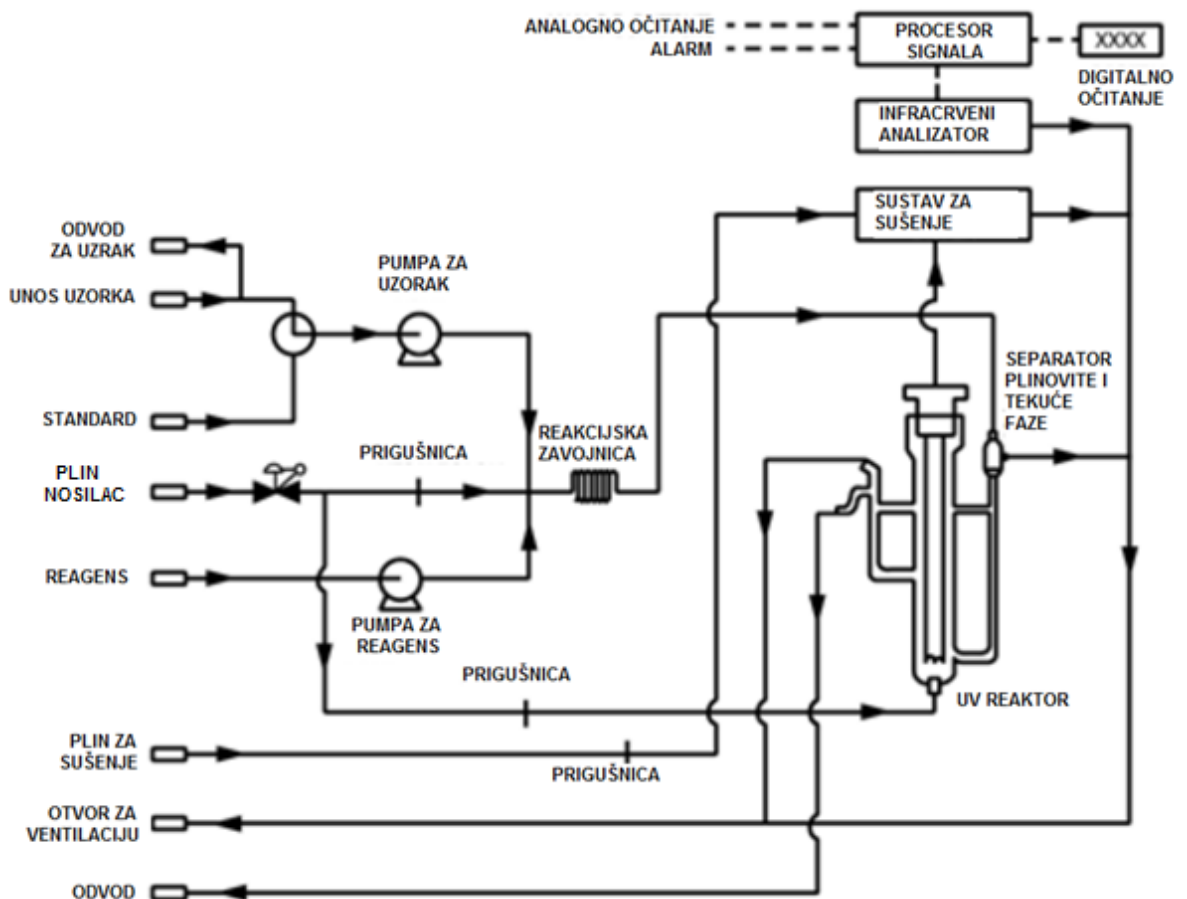 ANALOGNO OČITANJE
ALARM
PROCESOR
SIGNALA
XXXX
DIGITALNO
OČITANJE
INFRACRVENI
ANALIZATOR
SUSTAV ZA
SUŠENJE
ODVOD
ZA UZRAK
UNOS UZORKA
PUMPA ZA
UZORAK
STANDARD
PRIGUŠNICA
REAKCIJSKA
ZAVOJNICA
SEPARATOR
PLINOVITE I
TEKUĆE
FAZE
PLIN
NOSILAC
REAGENS
PUMPA ZA
REAGENS
PRIGUŠNICA
UV REAKTOR
PLIN ZA
SUŠENJE
PRIGUŠNICA
OTVOR ZA
VENTILACIJU
ODVOD